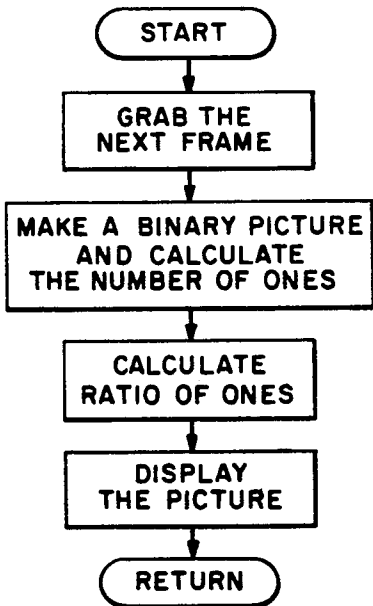 START
GRAB THE
NEXT FRAME
MAKE A BINARY PICTURE
AND CALCULATE
THE NUMBER OF ONES
CALCULATE
RATIO OF ONES
DISPLAY
THE PICTURE
RETURN